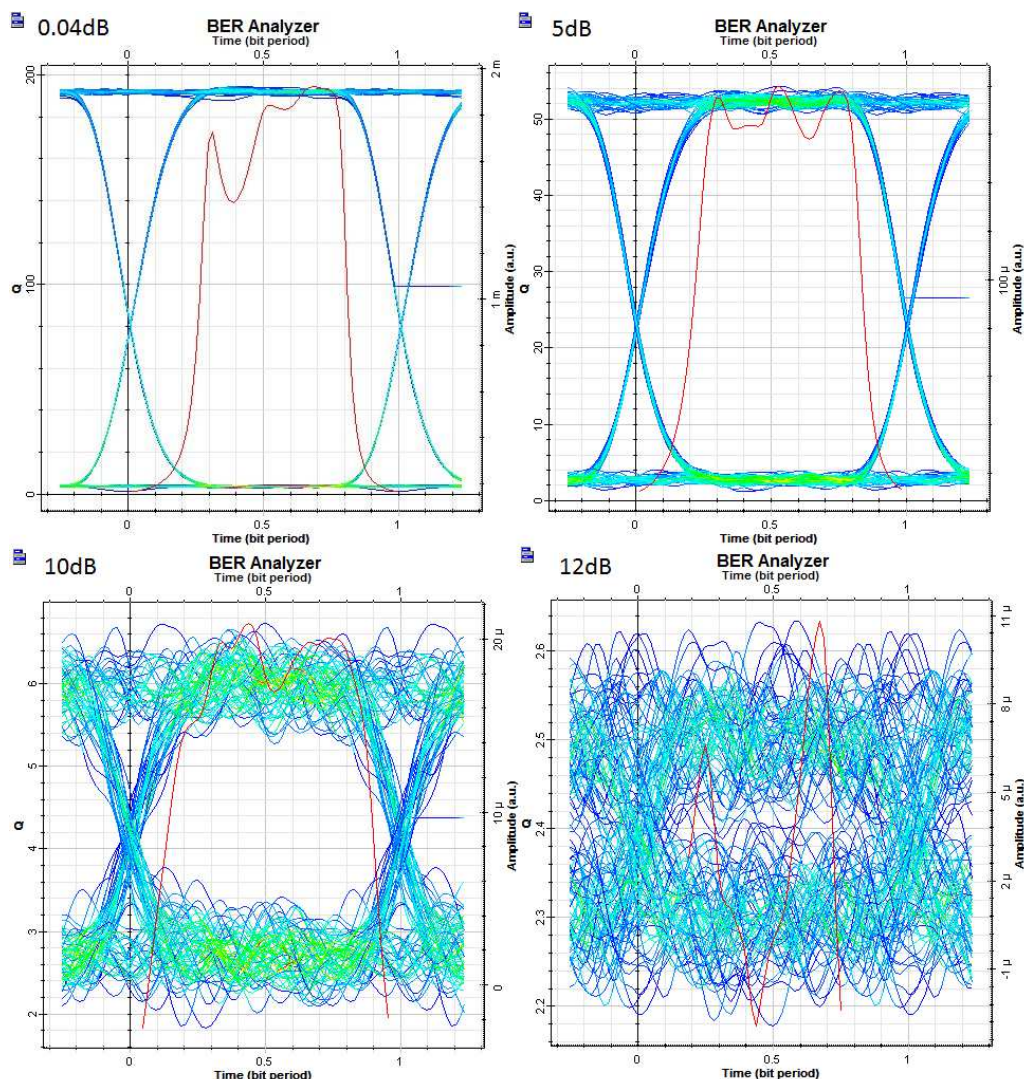 0.04dB
BER Analyzer
Time (bit period)
0 0.5 1
200
100
0
Q
2 m
1 m
Amplitude (a.u.)
0 0.5 1
Time (bit period)
5dB
BER Analyzer
Time (bit period)
0 0.5 1
50
40
30
20
10
0
Q
100 µ
Amplitude (a.u.)
0 0.5 1
Time (bit period)
10dB
BER Analyzer
Time (bit period)
0 0.5 1
6
5
4
3
2
Q
20 µ
10 µ
0
Amplitude (a.u.)
0 0.5 1
Time (bit period)
12dB
BER Analyzer
Time (bit period)
0 0.5 1
2.6
2.5
2.4
2.3
2.2
Q
11 µ
8 µ
5 µ
2 µ
-1 µ
Amplitude (a.u.)
0 0.5 1
Time (bit period)